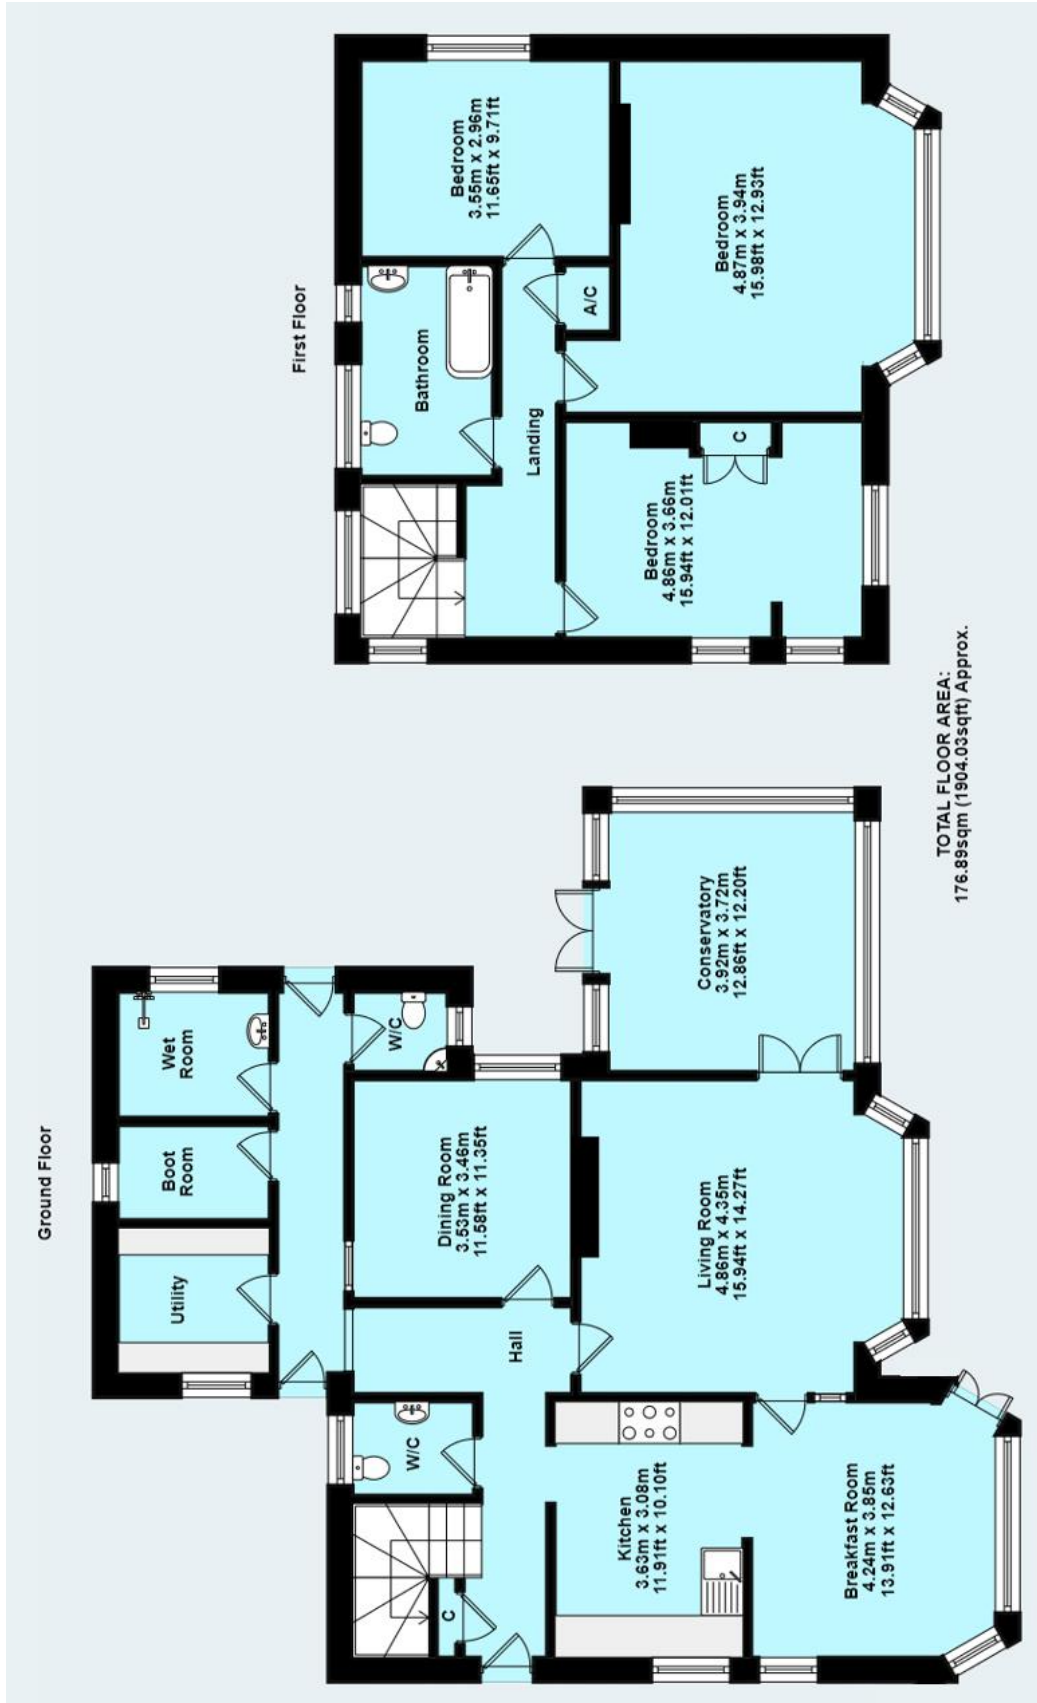 Ground Floor
Utility
Boot
Room
Wet
Room
W/C
Dining Room
3.53m x 3.46m
11.58ft x 11.35ft
Hall
W/C
C
Kitchen
3.63m x 3.08m
11.91ft x 10.10ft
Living Room
4.86m x 4.35m
15.94ft x 14.27ft
Conservatory
3.92m x 3.72m
12.86ft x 12.20ft
Breakfast Room
4.24m x 3.85m
13.91ft x 12.63ft
First Floor
Bathroom
Bedroom
3.55m x 2.96m
11.65ft x 9.71ft
Landing
A/C
Bedroom
4.86m x 3.66m
15.94ft x 12.01ft
C
Bedroom
4.87m x 3.94m
15.98ft x 12.93ft
TOTAL FLOOR AREA:
176.89sqm (1904.03sqft) Approx.